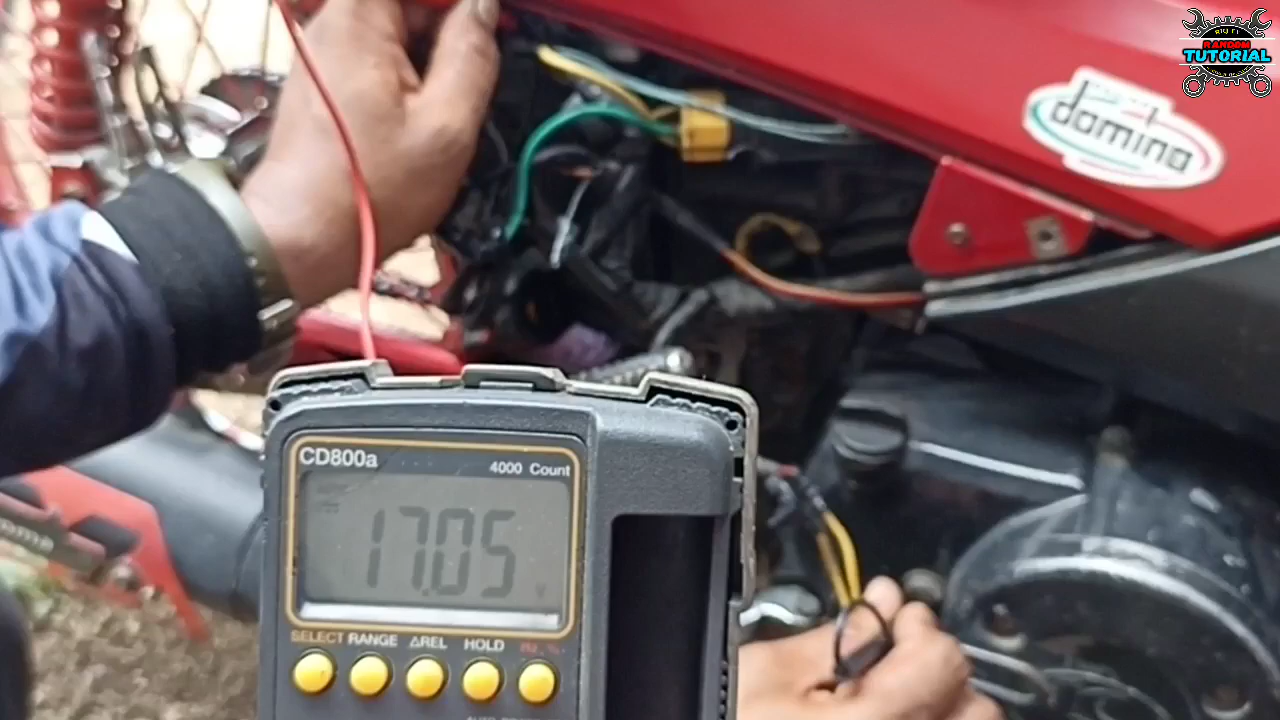 RANDOM
TUTORIAL
domino
CD800a
4000 Count
17.05
V
SELECT RANGE ΔREL HOLD